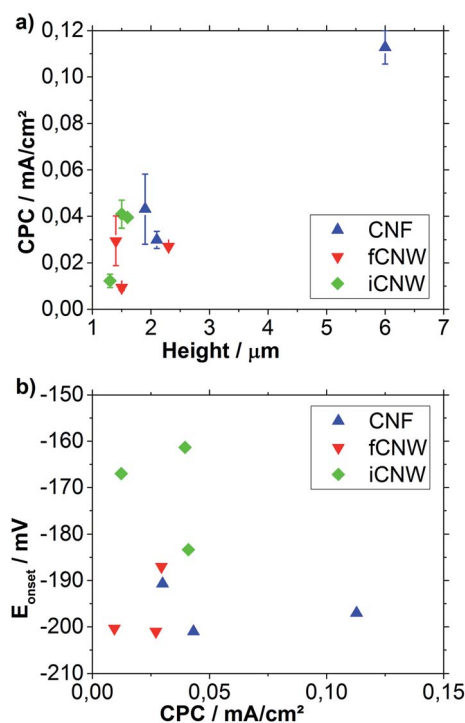 a)
0,12
0,10
0,08
0,06
0,04
0,02
0,00
CPC / mA/cm²
CNF
fCNW
iCNW
1 2 3 4 5 6 7
Height / μm
b)
-150
-160
-170
-180
-190
-200
-210
E onset / mV
CNF
fCNW
iCNW
0,00 0,05 0,10 0,15
CPC / mA/cm²